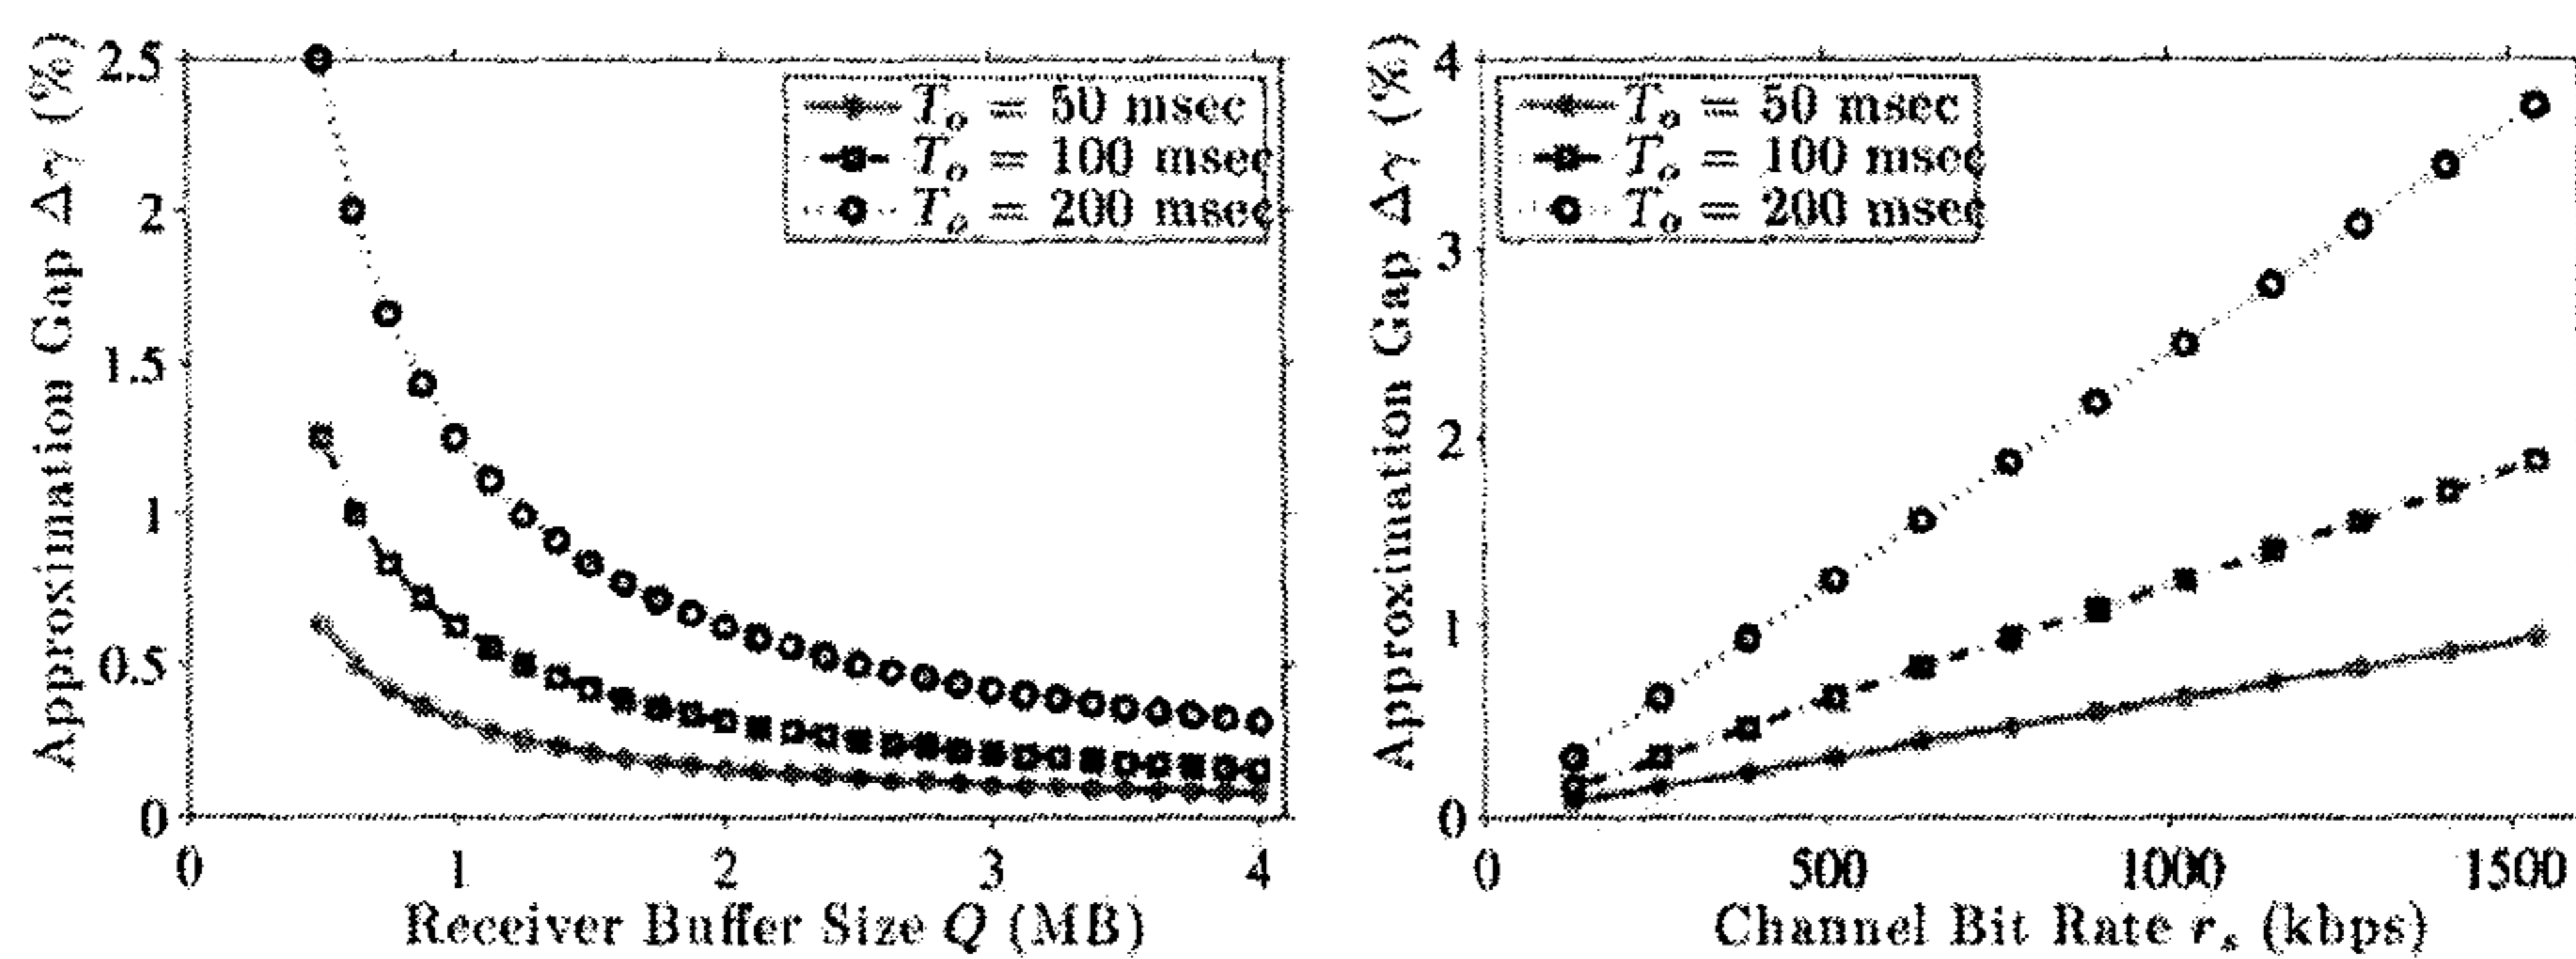 Approximation Gap Δγ (%)
2.5
2
1.5
1
0.5
0
T_o = 50 msec
T_o = 100 msec
T_o = 200 msec
0 1 2 3 4
Receiver Buffer Size Q (MB)
Approximation Gap Δγ (%)
4
3
2
1
0
T_o = 50 msec
T_o = 100 msec
T_o = 200 msec
0 500 1000 1500
Channel Bit Rate r_s (kbps)